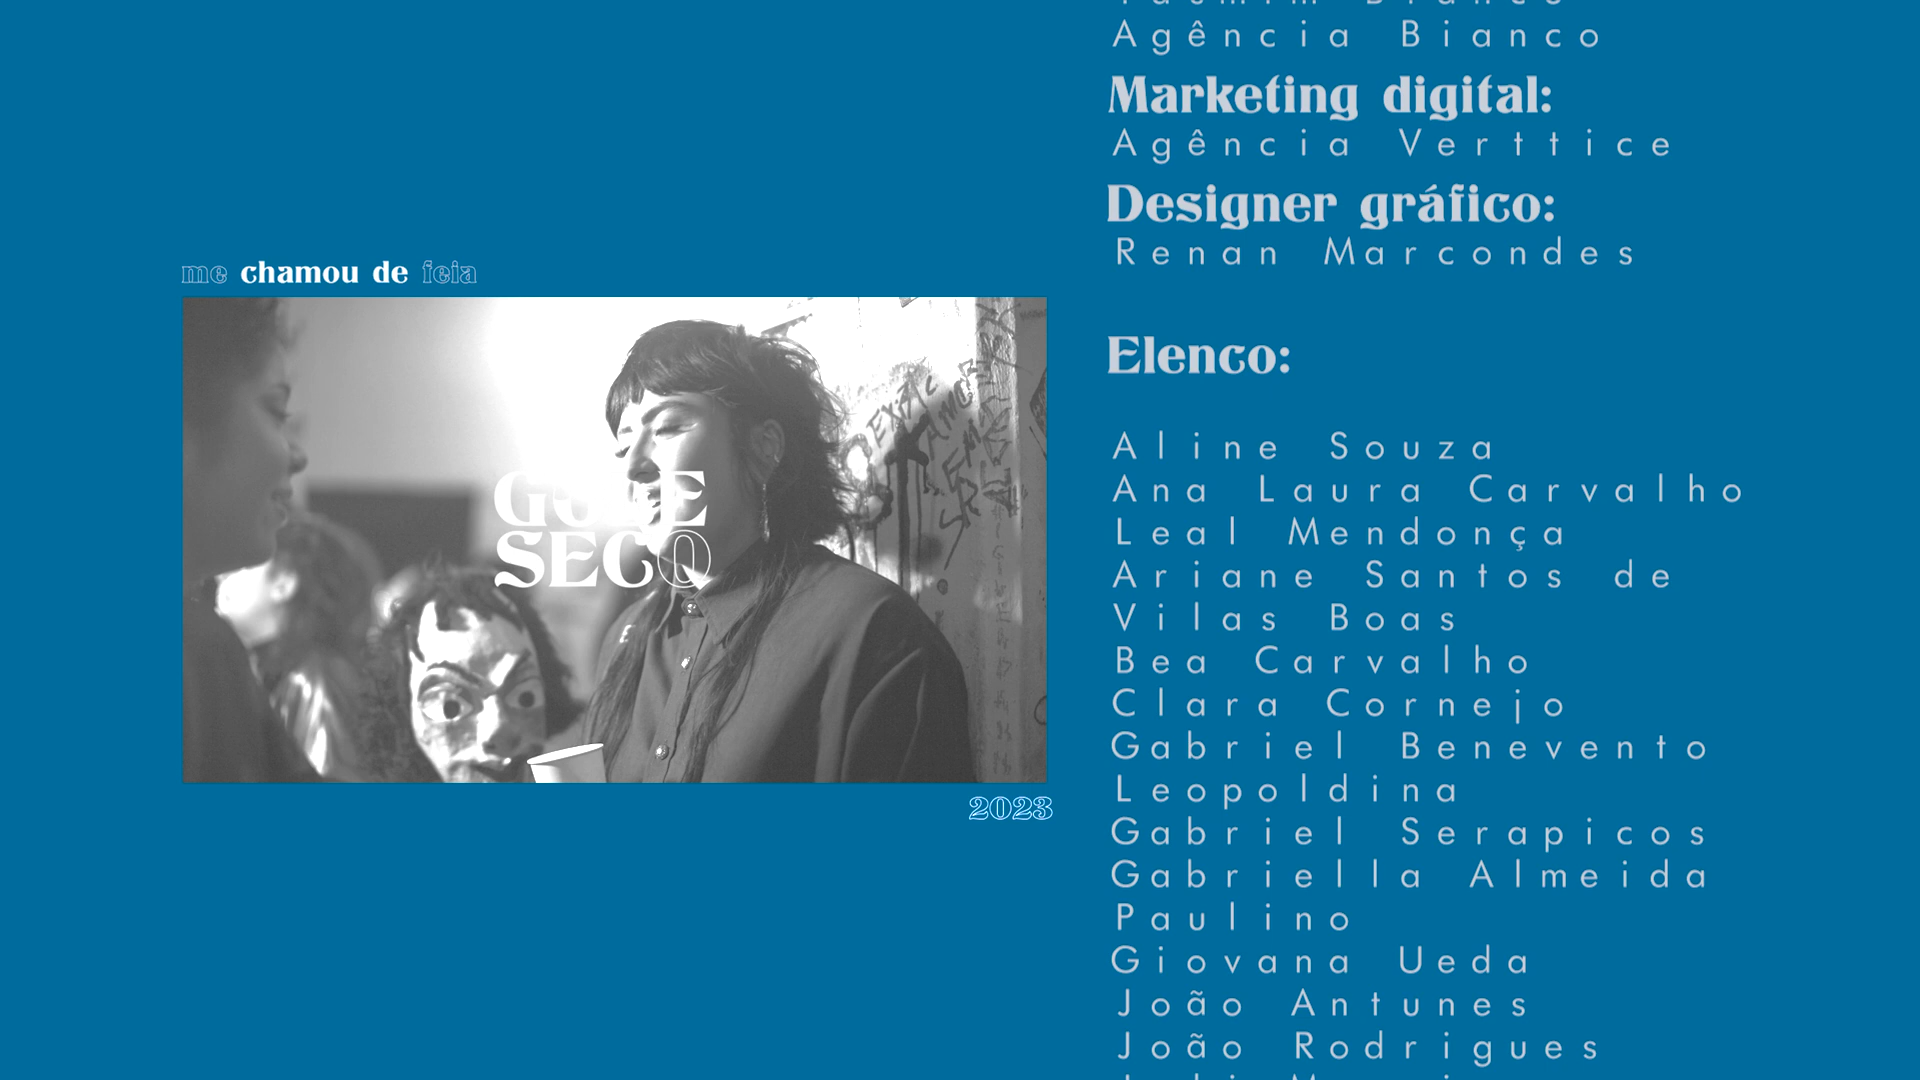 me chamou de feia
GOLE
SECO
2023
Agência Bianco
Marketing digital:
Agência Verttice
Designer gráfico:
Renan Marcondes
Elenco:
Aline Souza
Ana Laura Carvalho
Leal Mendonça
Ariane Santos de
Vilas Boas
Bea Carvalho
Clara Cornejo
Gabriel Benevento
Leopoldina
Gabriel Serapicos
Gabriella Almeida
Paulino
Giovana Ueda
João Antunes
João Rodrigues